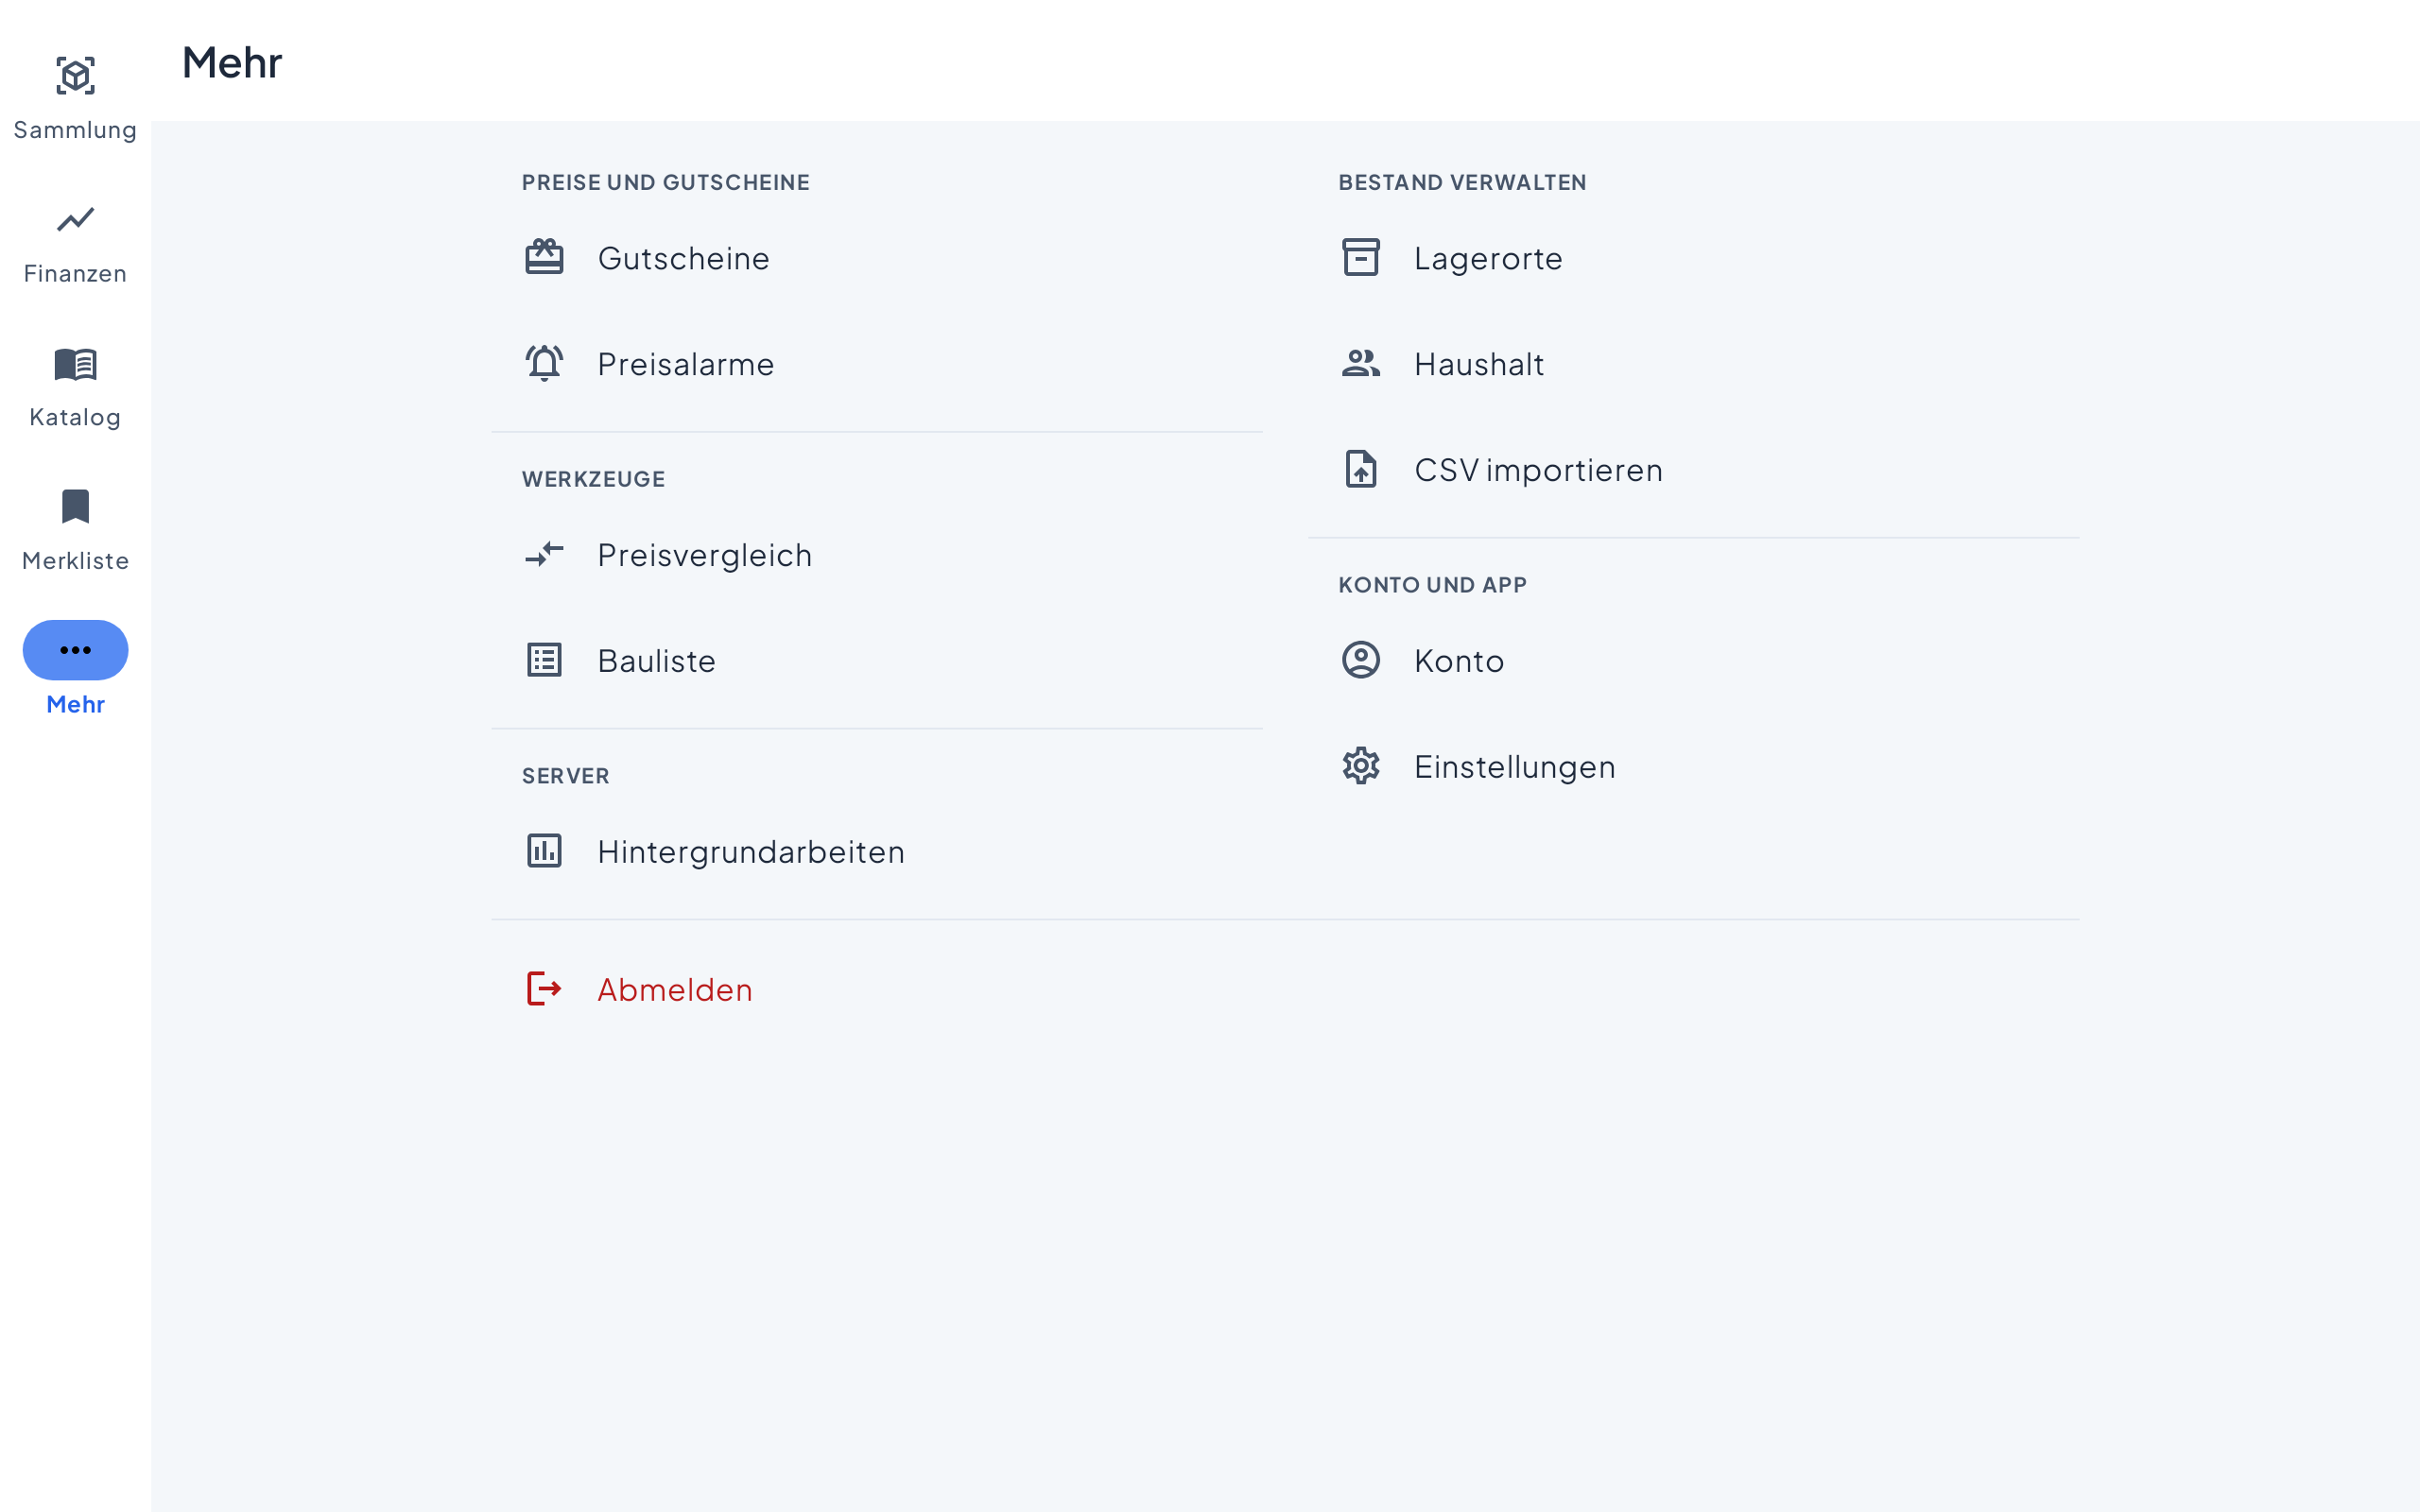 Mehr
Sammlung
Finanzen
Katalog
Merkliste
Mehr
PREISE UND GUTSCHEINE
Gutscheine
Preisalarme
WERKZEUGE
Preisvergleich
Bauliste
SERVER
Hintergrundarbeiten
BESTAND VERWALTEN
Lagerorte
Haushalt
CSV importieren
KONTO UND APP
Konto
Einstellungen
Abmelden